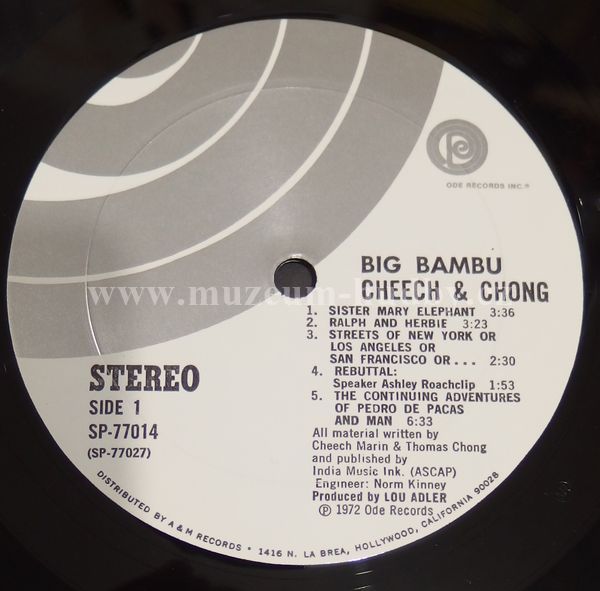 ODE RECORDS INC.®
BIG BAMBU
CHEECH & CHONG
1. SISTER MARY ELEPHANT 3:36
2. RALPH AND HERBIE 3:23
3. STREETS OF NEW YORK OR
LOS ANGELES OR
SAN FRANCISCO OR... 2:30
4. REBUTTAL:
Speaker Ashley Roachclip 1:53
5. THE CONTINUING ADVENTURES
OF PEDRO DE PACAS
AND MAN 6:33
All material written by
Cheech Marin & Thomas Chong
and published by
India Music Ink. (ASCAP)
Engineer: Norm Kinney
Produced by LOU ADLER
℗ 1972 Ode Records
STEREO
SIDE 1
SP-77014
(SP-77027)
DISTRIBUTED BY A & M RECORDS • 1416 N. LA BREA, HOLLYWOOD, CALIFORNIA 90028